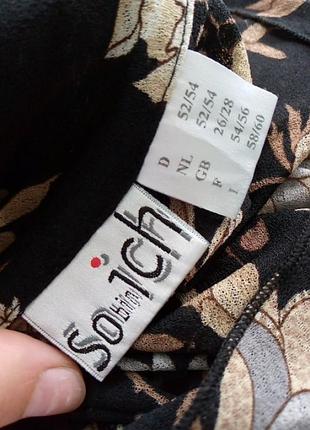 D 52/54
NL 52/54
GB 26/28
F 54/56
I 58/60
so bin ich